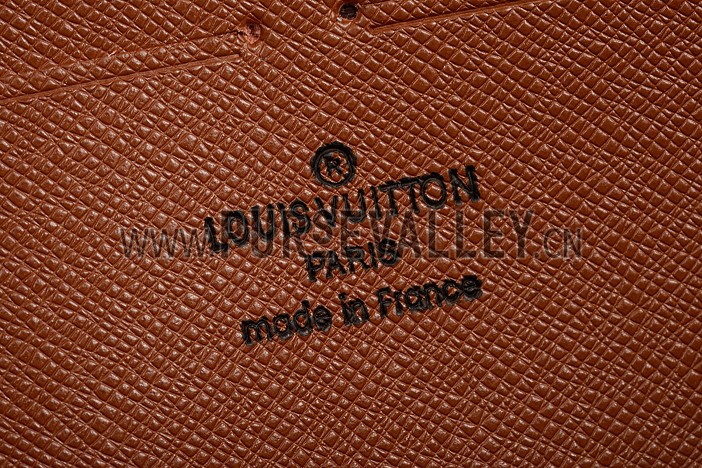 ®
LOUIS VUITTON
WWW.PURSEVALLEY.CN
PARIS
made in France